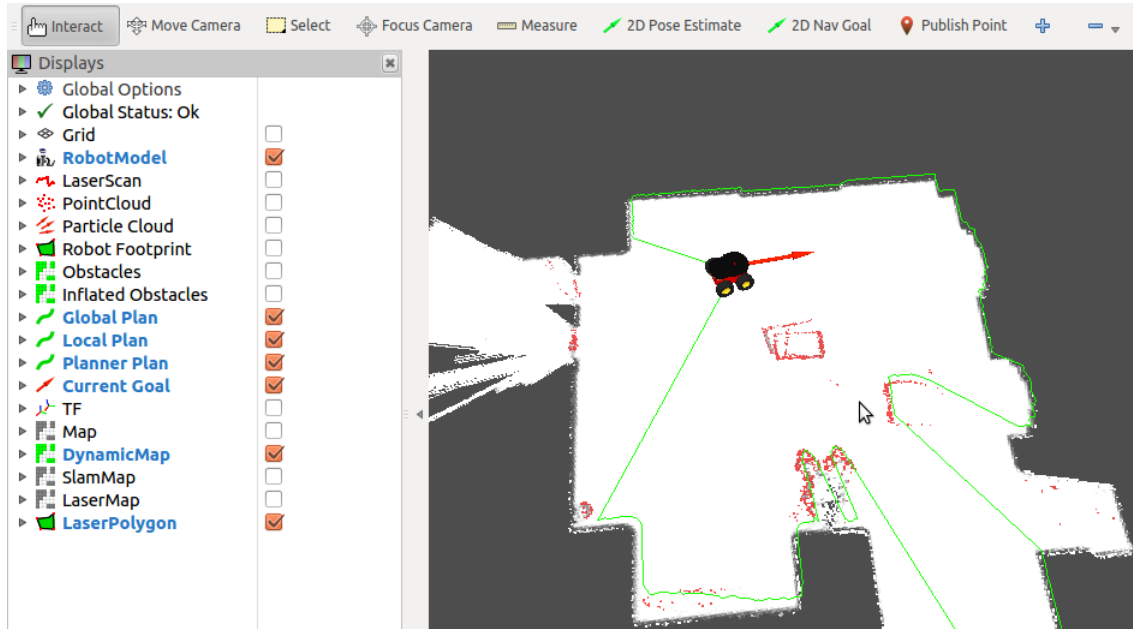 Interact Move Camera Select Focus Camera Measure 2D Pose Estimate 2D Nav Goal Publish Point
Displays
Global Options
Global Status: Ok
Grid
RobotModel
LaserScan
PointCloud
Particle Cloud
Robot Footprint
Obstacles
Inflated Obstacles
Global Plan
Local Plan
Planner Plan
Current Goal
TF
Map
DynamicMap
SlamMap
LaserMap
LaserPolygon